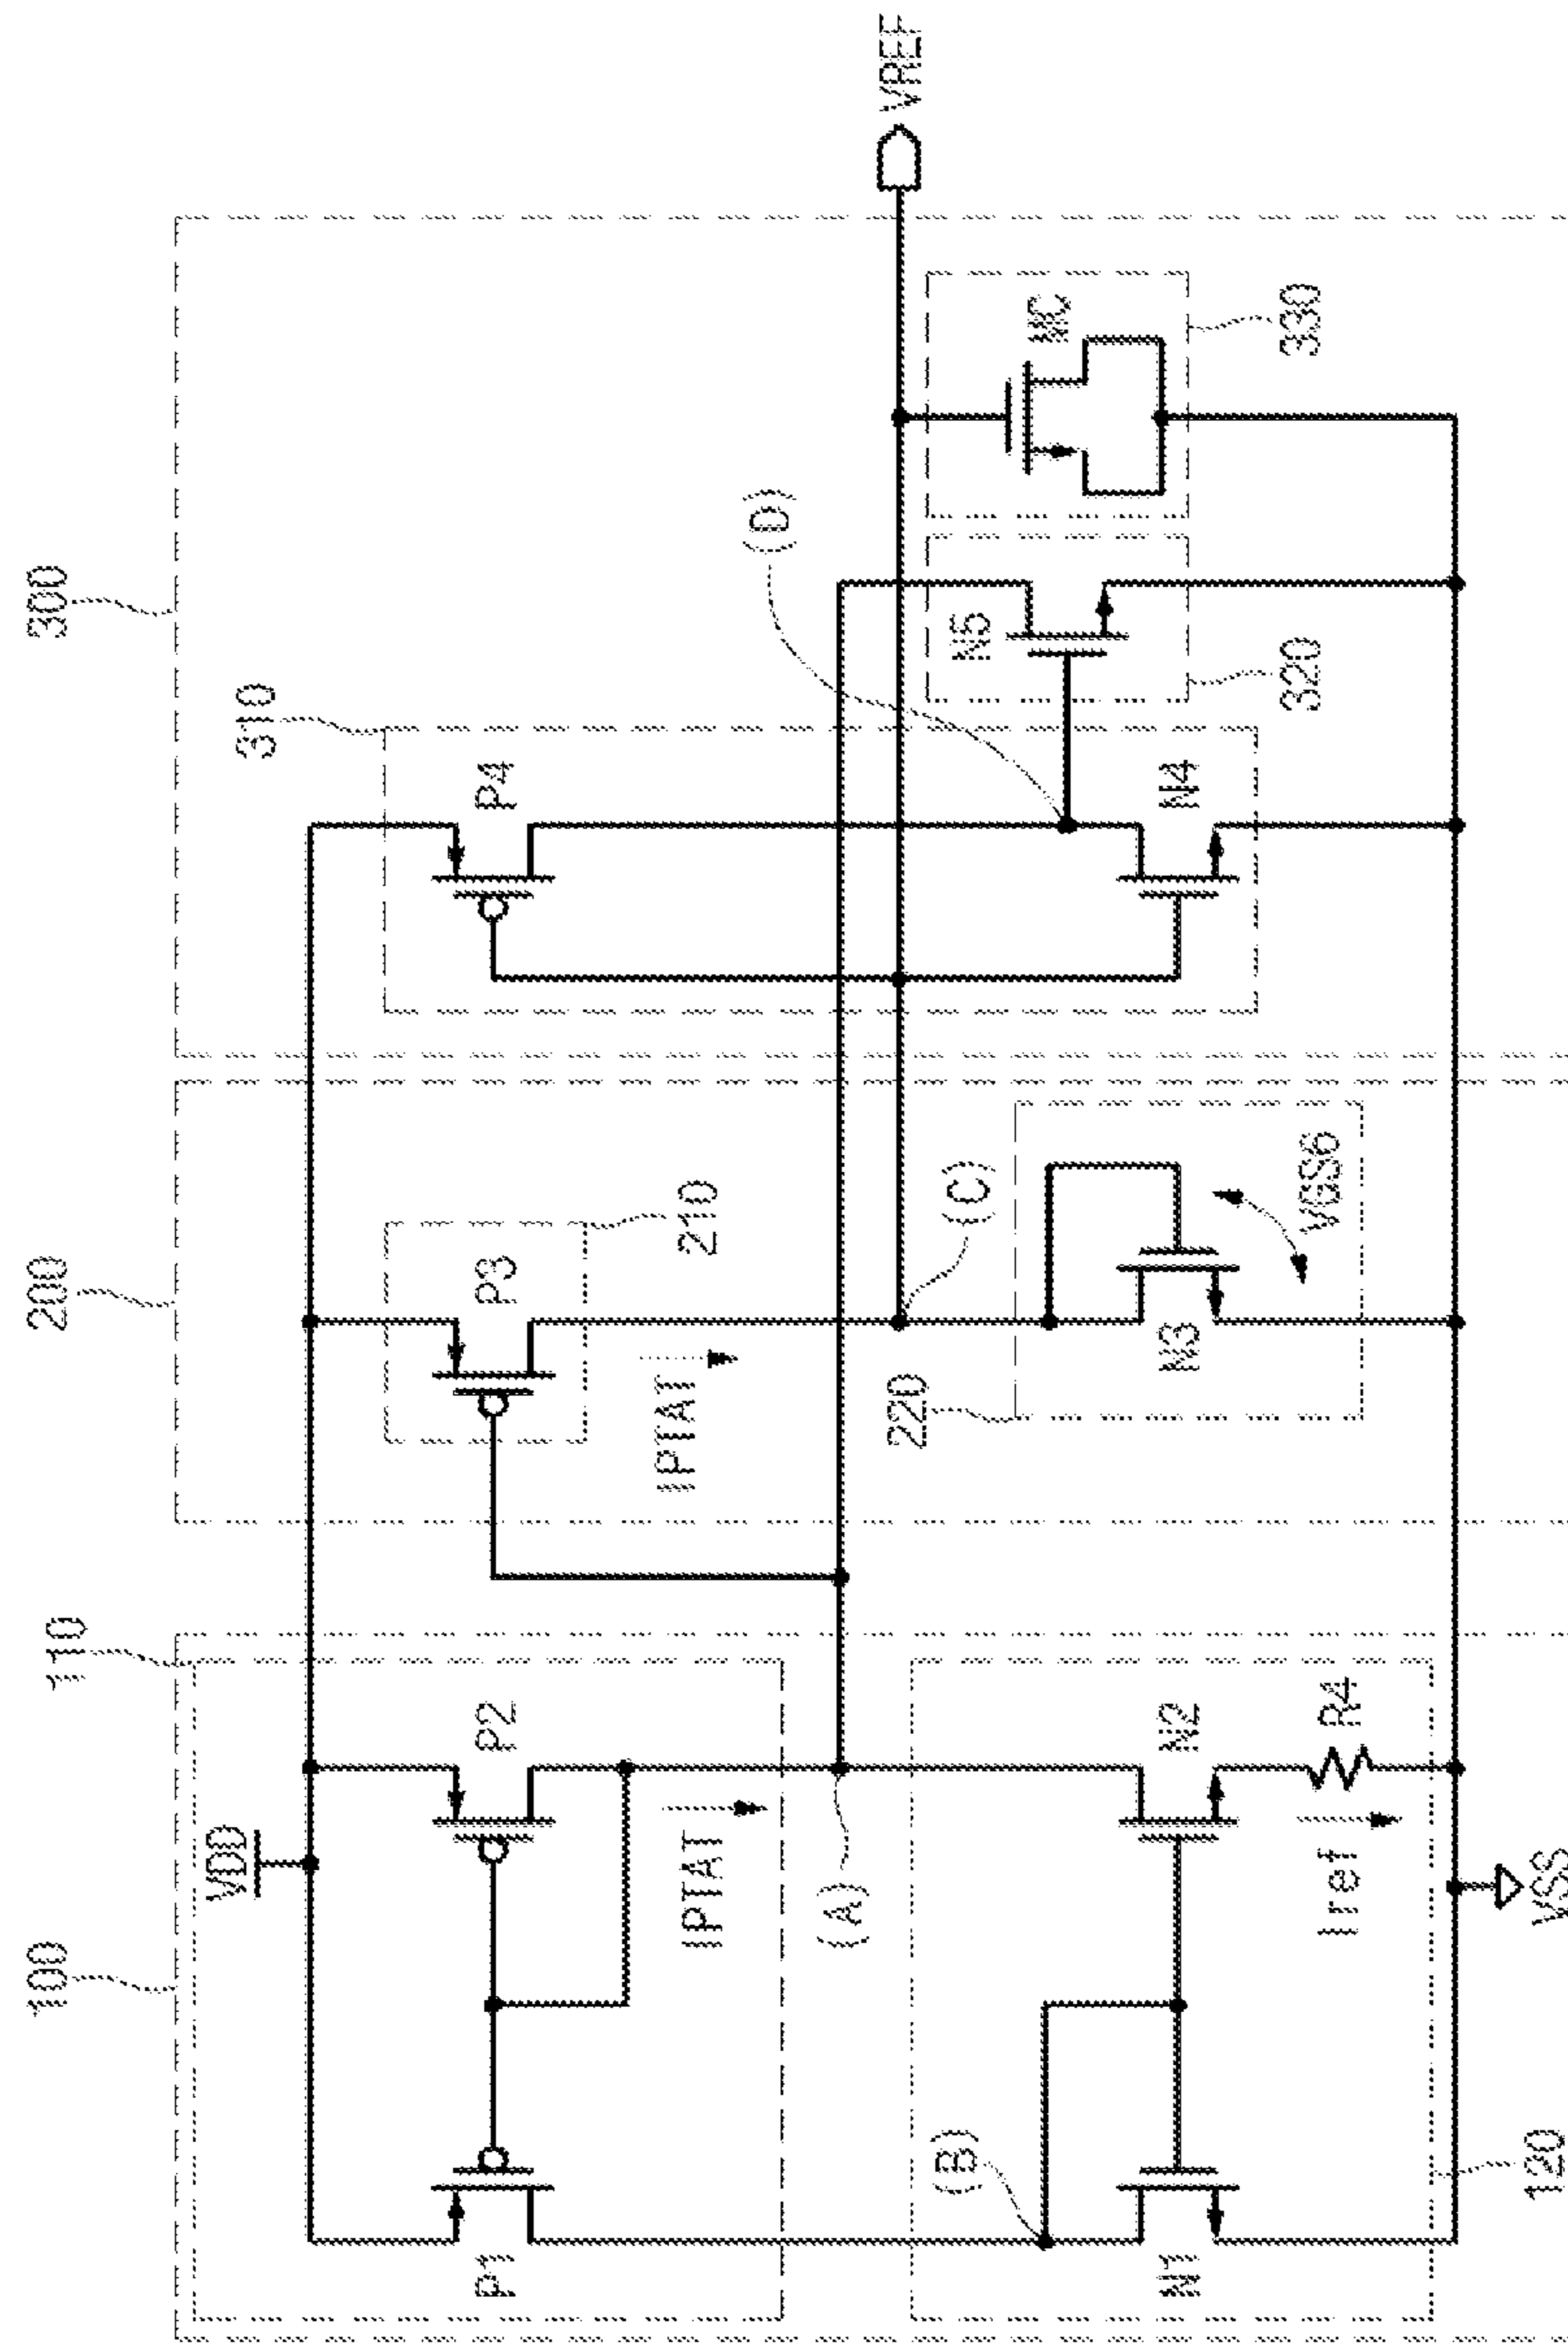 100
200
300
110
VDD
310
P1
P2
P3
210
P4
IPTAT
IPTAT
(A)
(C)
(D)
VREF
220
(B)
N5
MC
N1
N2
N3
N4
VGS6
320
330
R4
Iref
120
VSS